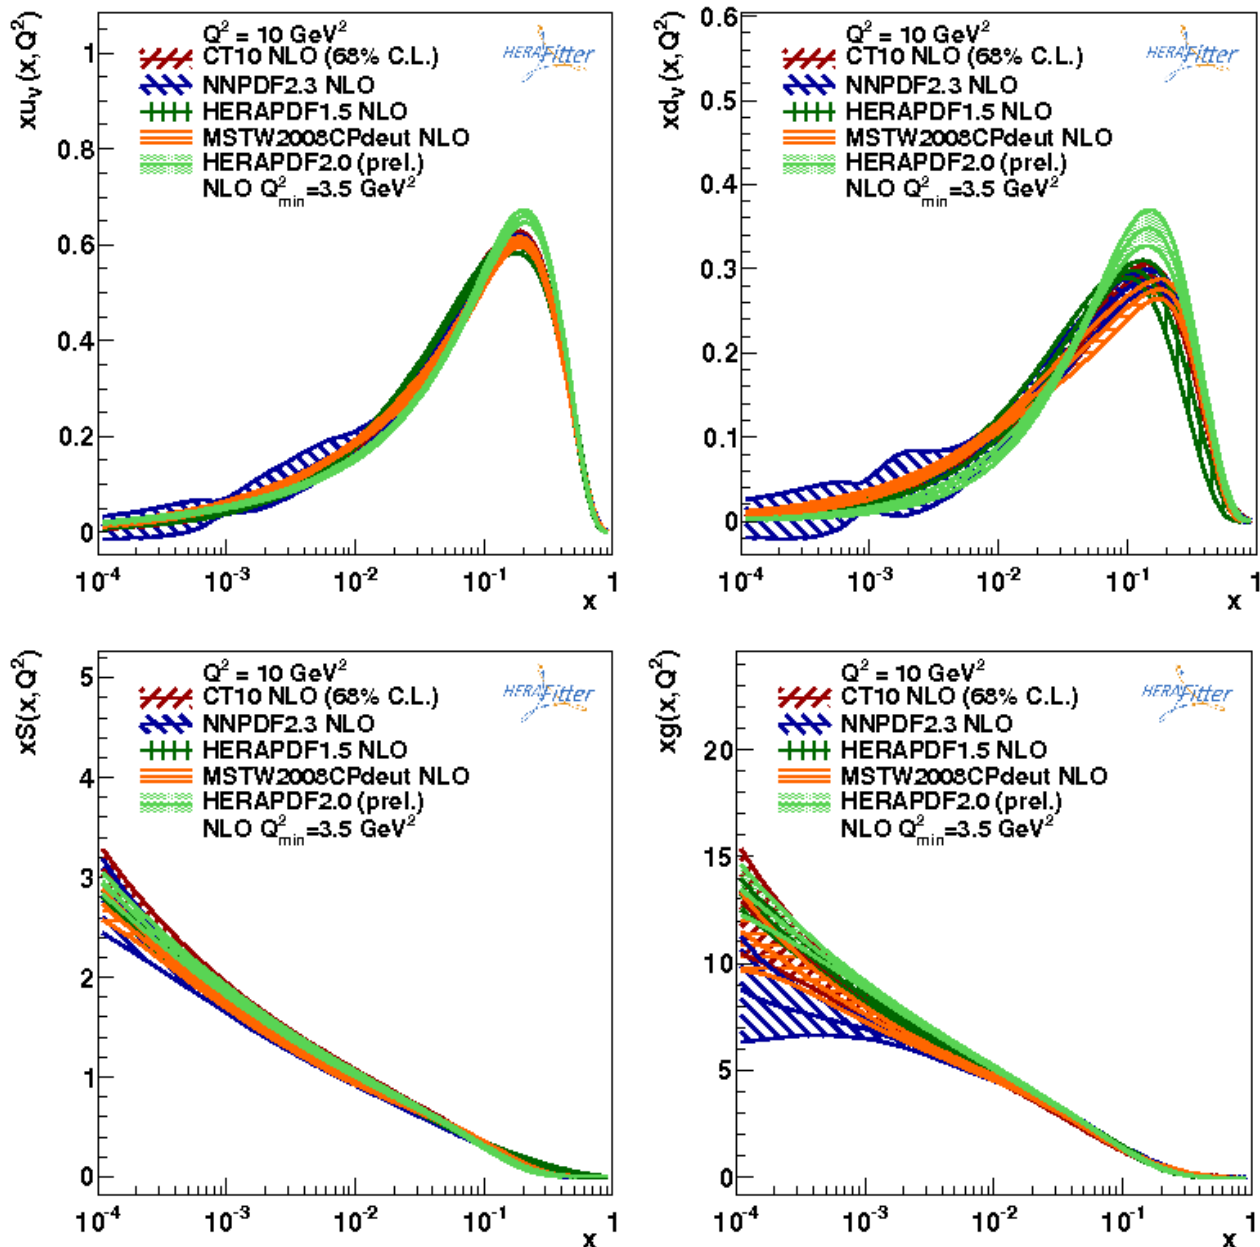 xu_v(x,Q²)
Q² = 10 GeV²
CT10 NLO (68% C.L.)
NNPDF2.3 NLO
HERAPDF1.5 NLO
MSTW2008CPdeut NLO
HERAPDF2.0 (prel.)
NLO Q²_min=3.5 GeV²
HERAFitter
1
0.8
0.6
0.4
0.2
0
10⁻⁴ 10⁻³ 10⁻² 10⁻¹ 1
x
xd_v(x,Q²)
Q² = 10 GeV²
CT10 NLO (68% C.L.)
NNPDF2.3 NLO
HERAPDF1.5 NLO
MSTW2008CPdeut NLO
HERAPDF2.0 (prel.)
NLO Q²_min=3.5 GeV²
HERAFitter
0.6
0.5
0.4
0.3
0.2
0.1
0
10⁻⁴ 10⁻³ 10⁻² 10⁻¹ 1
x
xS(x,Q²)
Q² = 10 GeV²
CT10 NLO (68% C.L.)
NNPDF2.3 NLO
HERAPDF1.5 NLO
MSTW2008CPdeut NLO
HERAPDF2.0 (prel.)
NLO Q²_min=3.5 GeV²
HERAFitter
5
4
3
2
1
0
10⁻⁴ 10⁻³ 10⁻² 10⁻¹ 1
x
xg(x,Q²)
Q² = 10 GeV²
CT10 NLO (68% C.L.)
NNPDF2.3 NLO
HERAPDF1.5 NLO
MSTW2008CPdeut NLO
HERAPDF2.0 (prel.)
NLO Q²_min=3.5 GeV²
HERAFitter
20
15
10
5
0
10⁻⁴ 10⁻³ 10⁻² 10⁻¹ 1
x